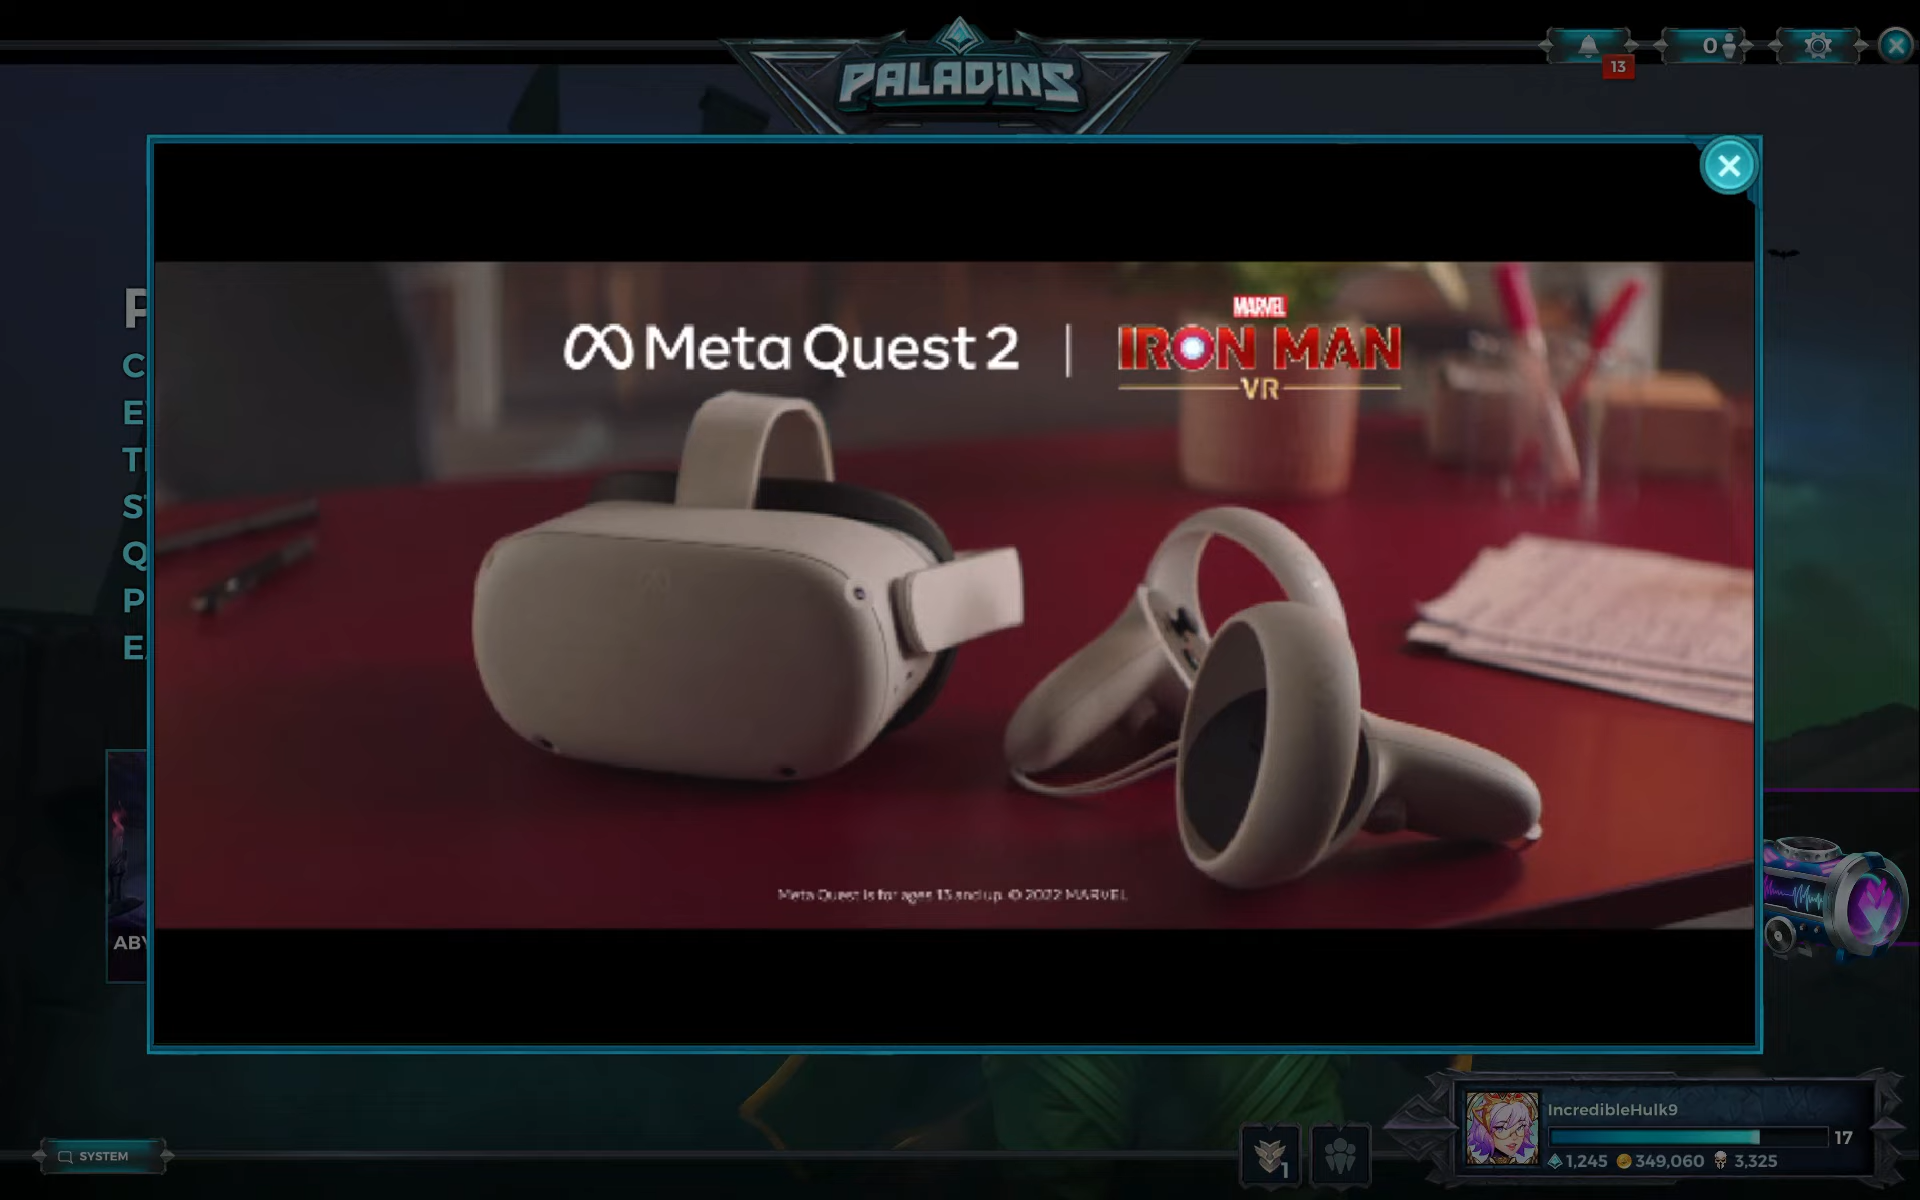 PALADINS
13
0
Meta Quest 2
MARVEL
IRON MAN
VR
P
C
E
T
S
Q
P
E
AB
Meta Quest is for ages 13 and up. © 2022 MARVEL
IncredibleHulk9
17
1,245
349,060
3,325
1
SYSTEM